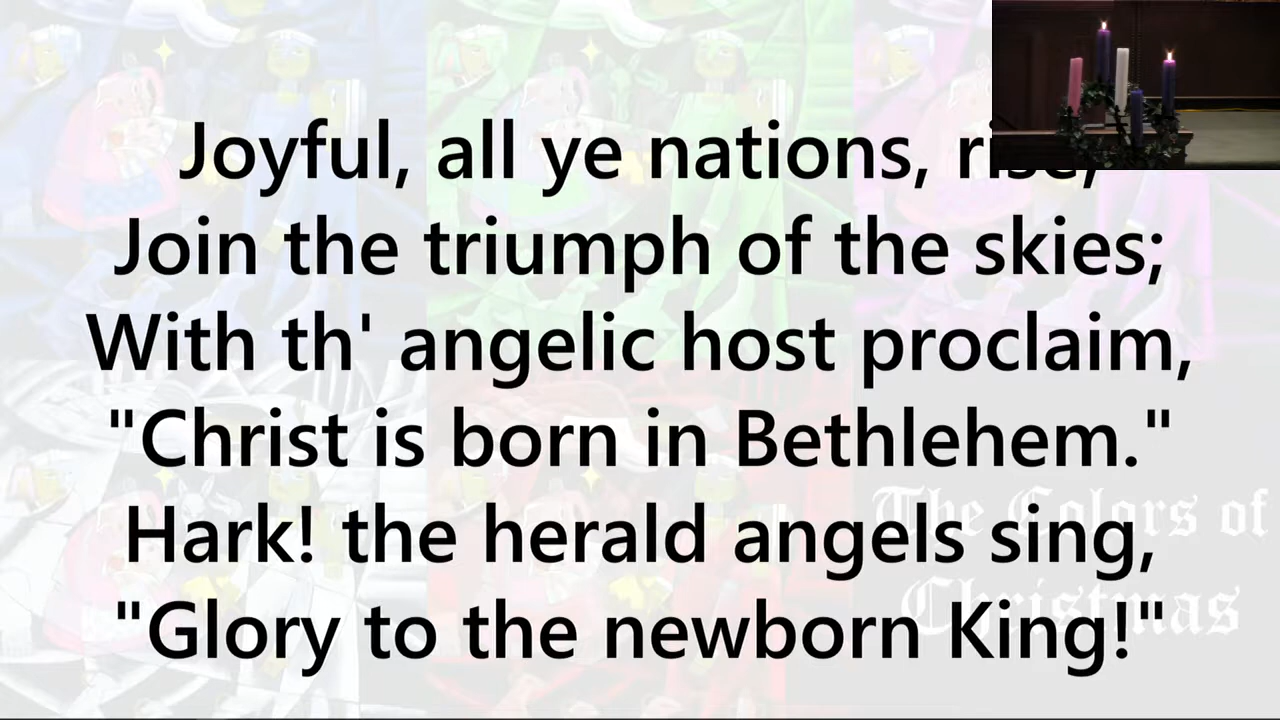 Joyful, all ye nations, rise,
Join the triumph of the skies;
With th' angelic host proclaim,
"Christ is born in Bethlehem."
Hark! the herald angels sing,
"Glory to the newborn King!"
The Colors of
Christmas